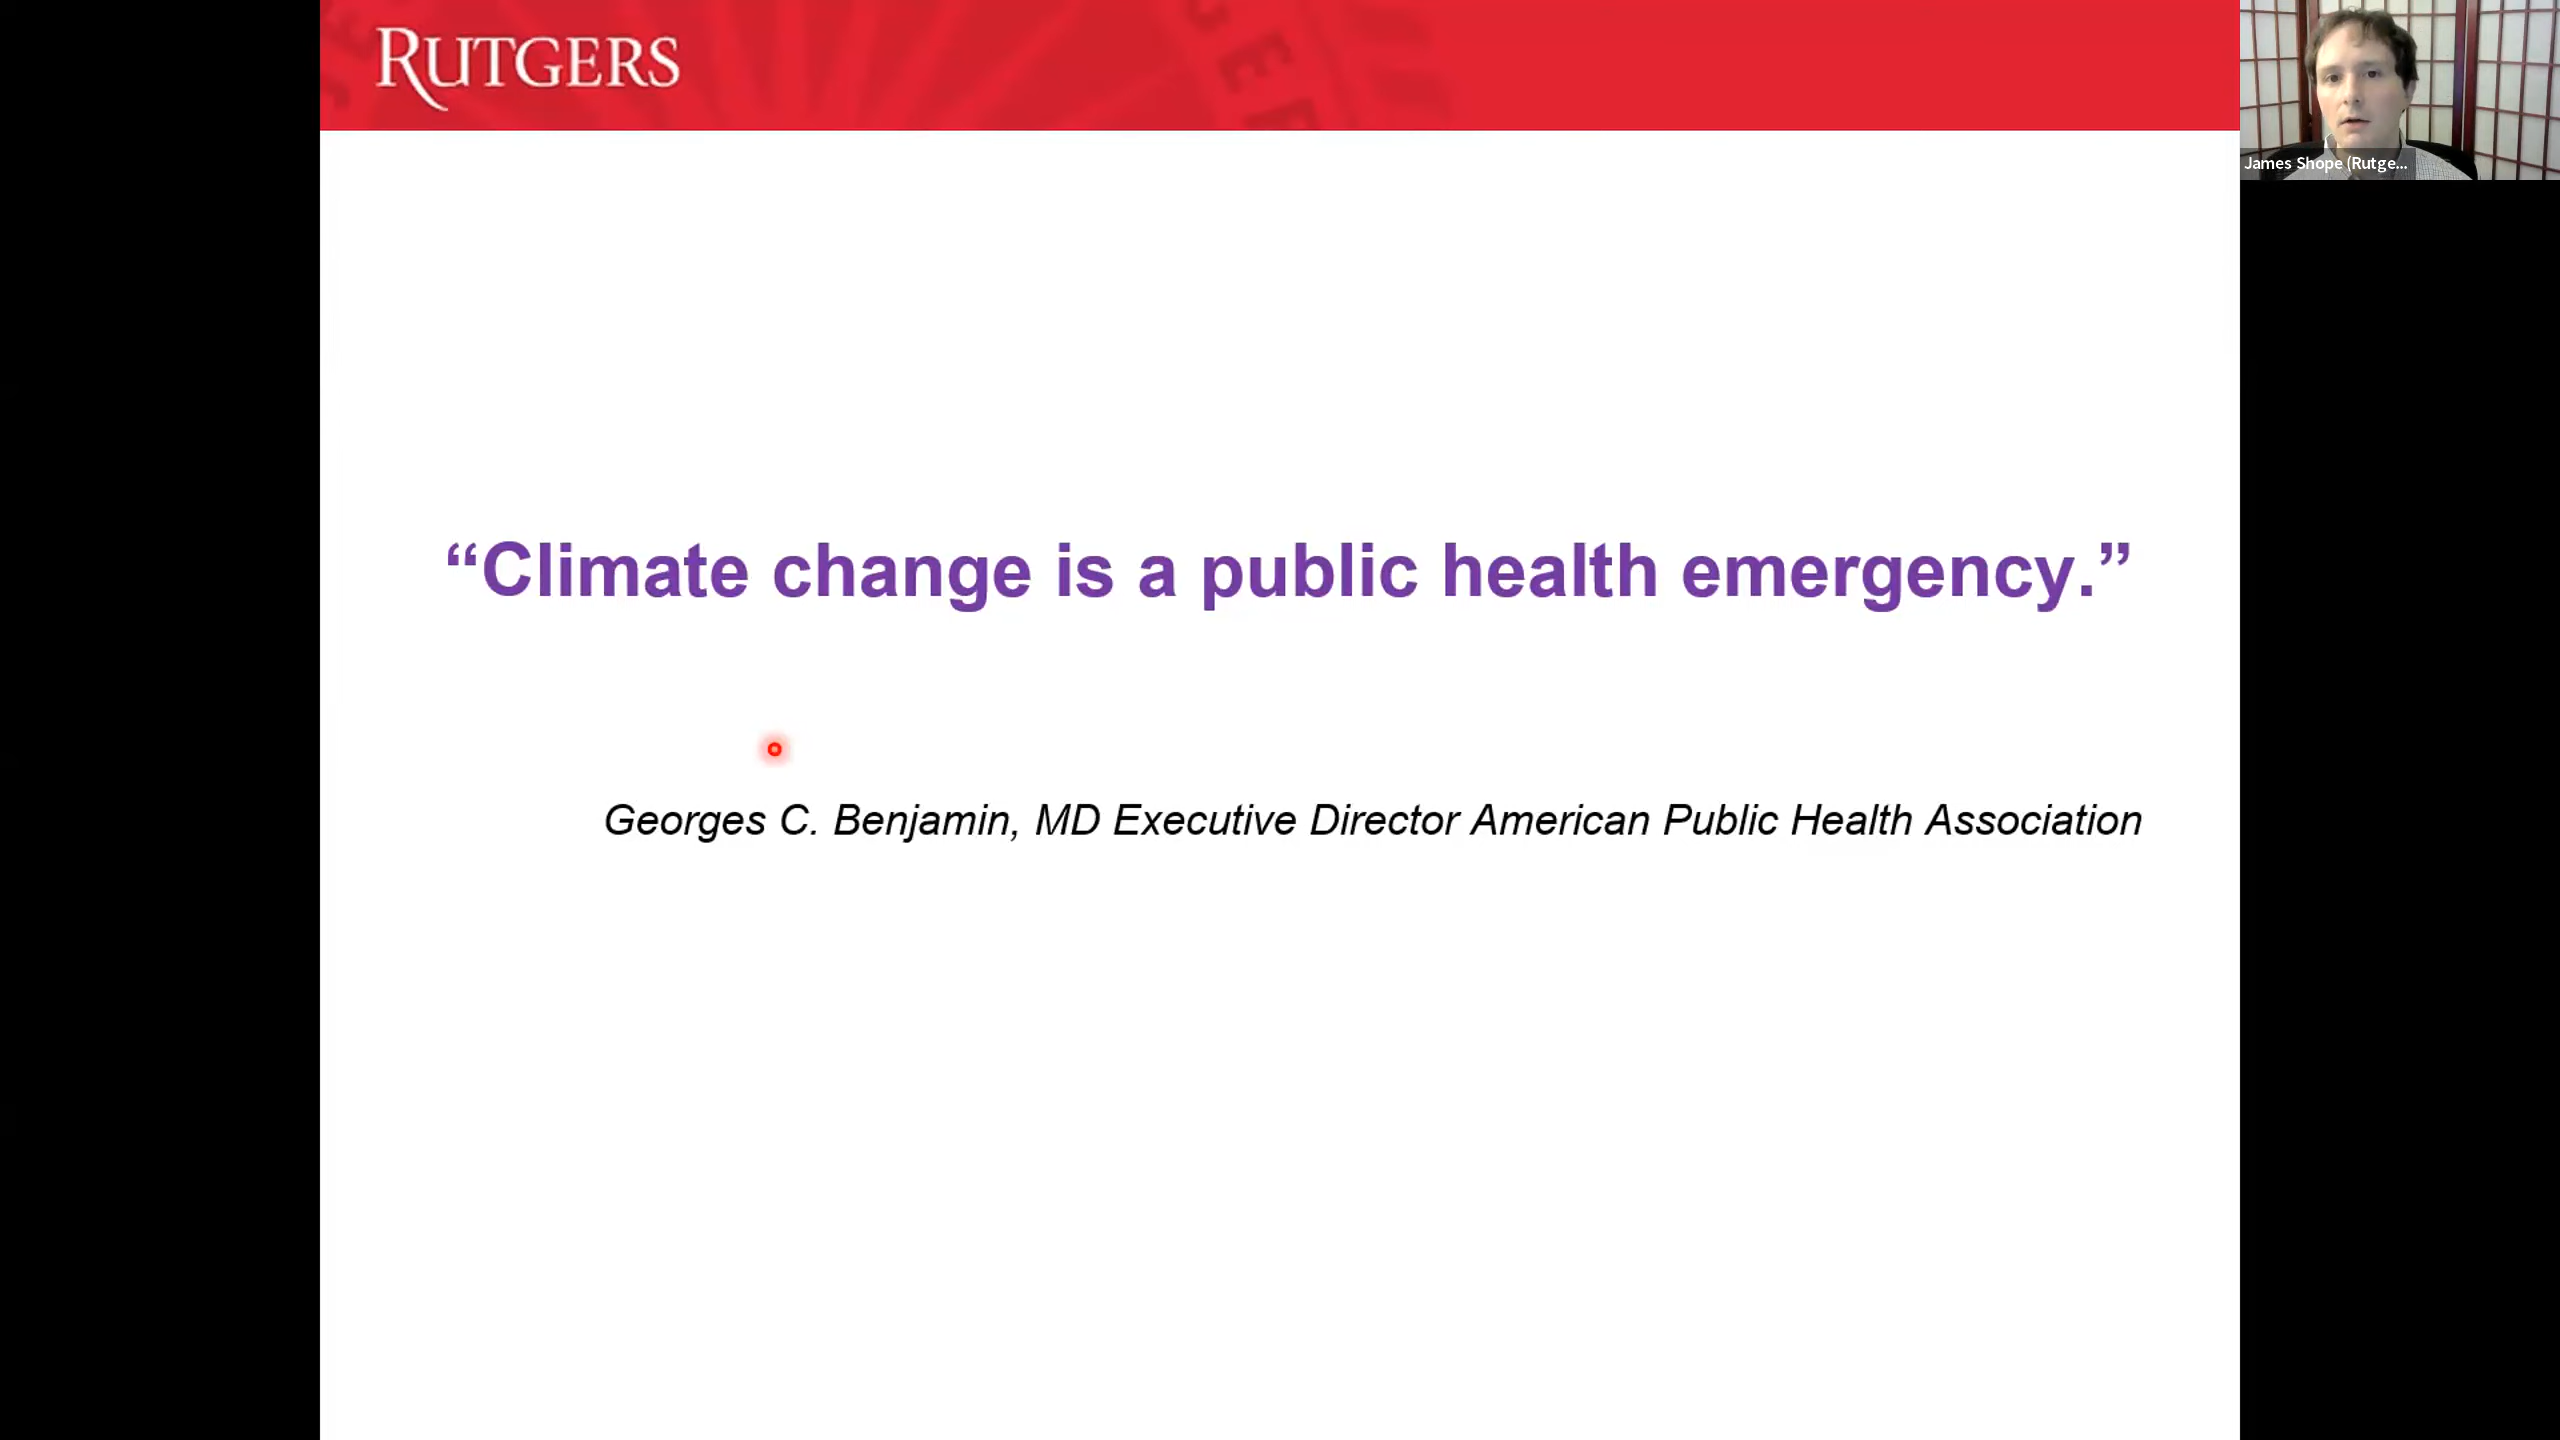 RUTGERS
James Shope (Rutge...
“Climate change is a public health emergency.”
Georges C. Benjamin, MD Executive Director American Public Health Association